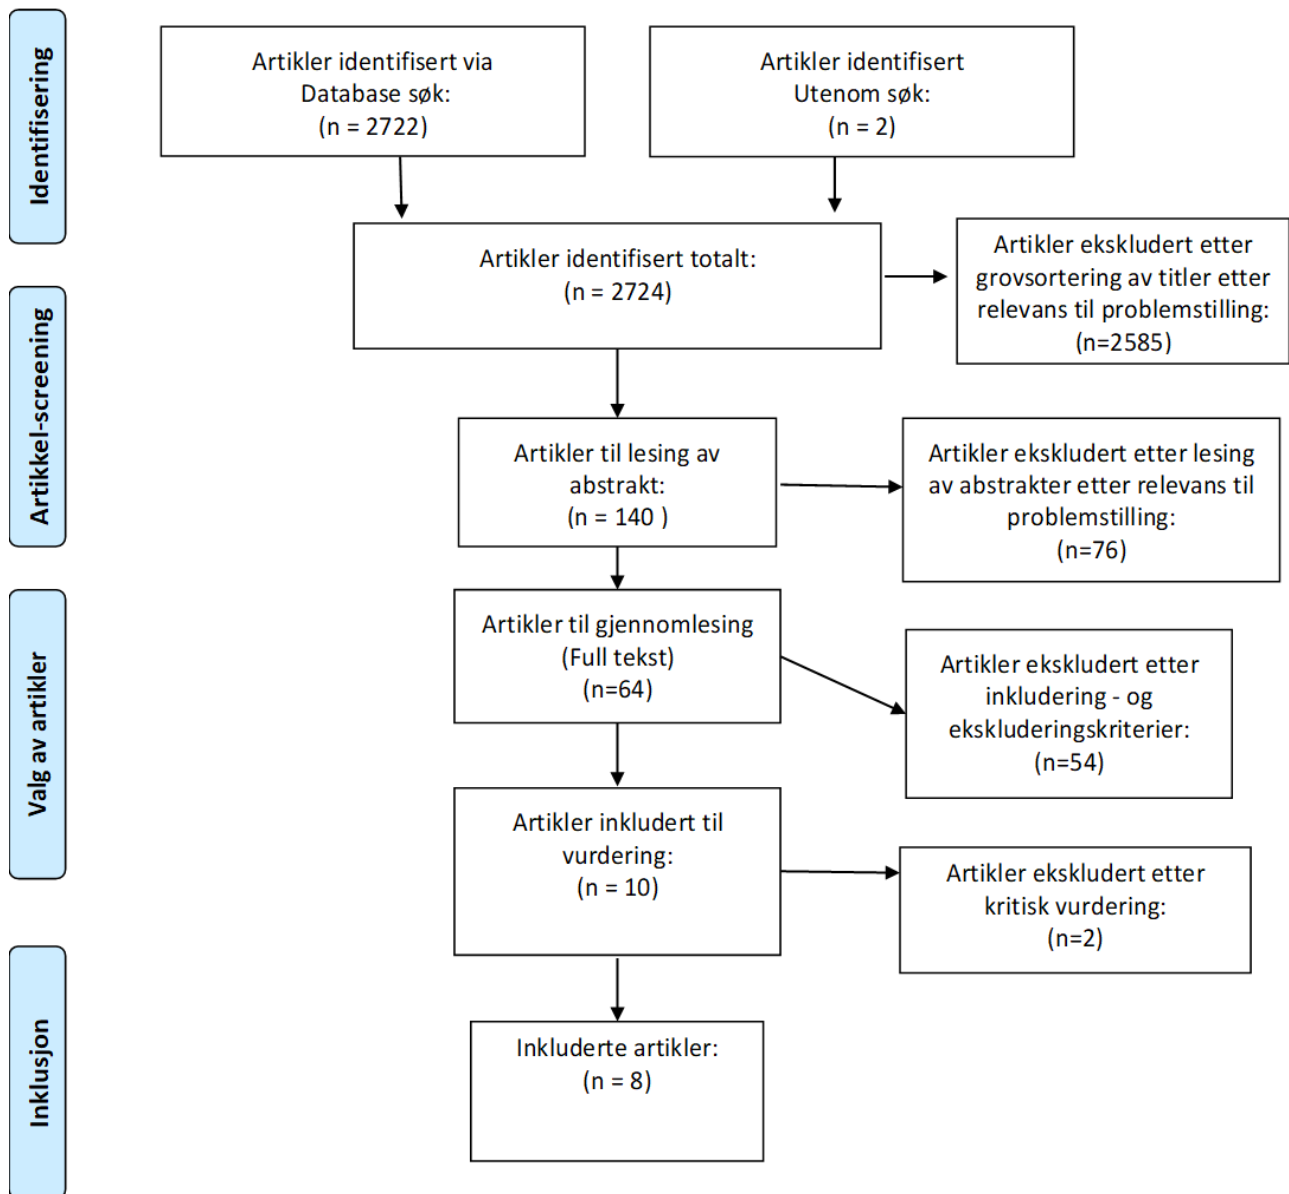 Identifisering
Artikler identifisert via
Database søk:
(n = 2722)
Artikler identifisert
Utenom søk:
(n = 2)
Artikler identifisert totalt:
(n = 2724)
Artikler ekskludert etter
grovsortering av titler etter
relevans til problemstilling:
(n=2585)
Artikkel-screening
Artikler til lesing av
abstrakt:
(n = 140 )
Artikler ekskludert etter lesing
av abstrakter etter relevans til
problemstilling:
(n=76)
Valg av artikler
Artikler til gjennomlesing
(Full tekst)
(n=64)
Artikler ekskludert etter
inkludering - og
ekskluderingskriterier:
(n=54)
Artikler inkludert til
vurdering:
(n = 10)
Artikler ekskludert etter
kritisk vurdering:
(n=2)
Inklusjon
Inkluderte artikler:
(n = 8)